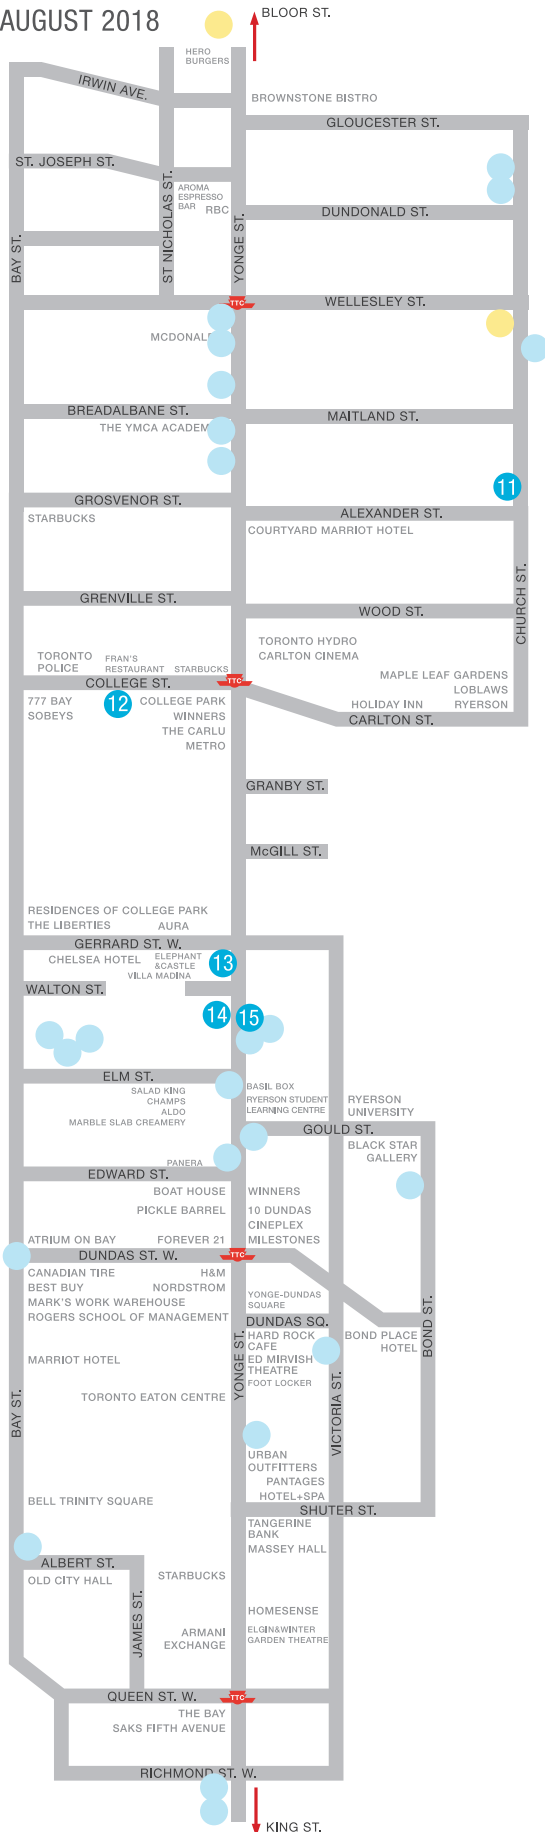 AUGUST 2018
BLOOR ST.
HERO
BURGERS
IRWIN AVE.
BROWNSTONE BISTRO
GLOUCESTER ST.
ST. JOSEPH ST.
ST NICHOLAS ST.
AROMA
ESPRESSO
BAR
RBC
YONGE ST.
DUNDONALD ST.
BAY ST.
TTC
WELLESLEY ST.
MCDONAL
BREADALBANE ST.
MAITLAND ST.
THE YMCA ACADEM
11
GROSVENOR ST.
STARBUCKS
ALEXANDER ST.
COURTYARD MARRIOT HOTEL
CHURCH ST.
GRENVILLE ST.
WOOD ST.
TORONTO HYDRO
CARLTON CINEMA
TORONTO
POLICE
FRAN'S
RESTAURANT
STARBUCKS
TTC
COLLEGE ST.
MAPLE LEAF GARDENS
LOBLAWS
HOLIDAY INN
RYERSON
CARLTON ST.
777 BAY
SOBEYS
12
COLLEGE PARK
WINNERS
THE CARLU
METRO
GRANBY ST.
McGILL ST.
RESIDENCES OF COLLEGE PARK
THE LIBERTIES
AURA
GERRARD ST. W.
CHELSEA HOTEL
ELEPHANT
&CASTLE
VILLA MADINA
13
WALTON ST.
14
15
ELM ST.
SALAD KING
CHAMPS
ALDO
MARBLE SLAB CREAMERY
BASIL BOX
RYERSON STUDENT
LEARNING CENTRE
RYERSON
UNIVERSITY
GOULD ST.
BLACK STAR
GALLERY
PANERA
EDWARD ST.
BOAT HOUSE
WINNERS
PICKLE BARREL
10 DUNDAS
CINEPLEX
ATRIUM ON BAY
FOREVER 21
MILESTONES
DUNDAS ST. W.
TTC
CANADIAN TIRE
H&M
BEST BUY
NORDSTROM
MARK'S WORK WAREHOUSE
ROGERS SCHOOL OF MANAGEMENT
YONGE-DUNDAS
SQUARE
DUNDAS SQ.
HARD ROCK
CAFE
ED MIRVISH
THEATRE
FOOT LOCKER
BOND PLACE
HOTEL
BOND ST.
MARRIOT HOTEL
YONGE ST.
VICTORIA ST.
BAY ST.
TORONTO EATON CENTRE
URBAN
OUTFITTERS
PANTAGES
HOTEL+SPA
BELL TRINITY SQUARE
SHUTER ST.
TANGERINE
BANK
MASSEY HALL
ALBERT ST.
OLD CITY HALL
STARBUCKS
JAMES ST.
HOMESENSE
ARMANI
EXCHANGE
ELGIN&WINTER
GARDEN THEATRE
QUEEN ST. W.
TTC
THE BAY
SAKS FIFTH AVENUE
RICHMOND ST. W.
KING ST.